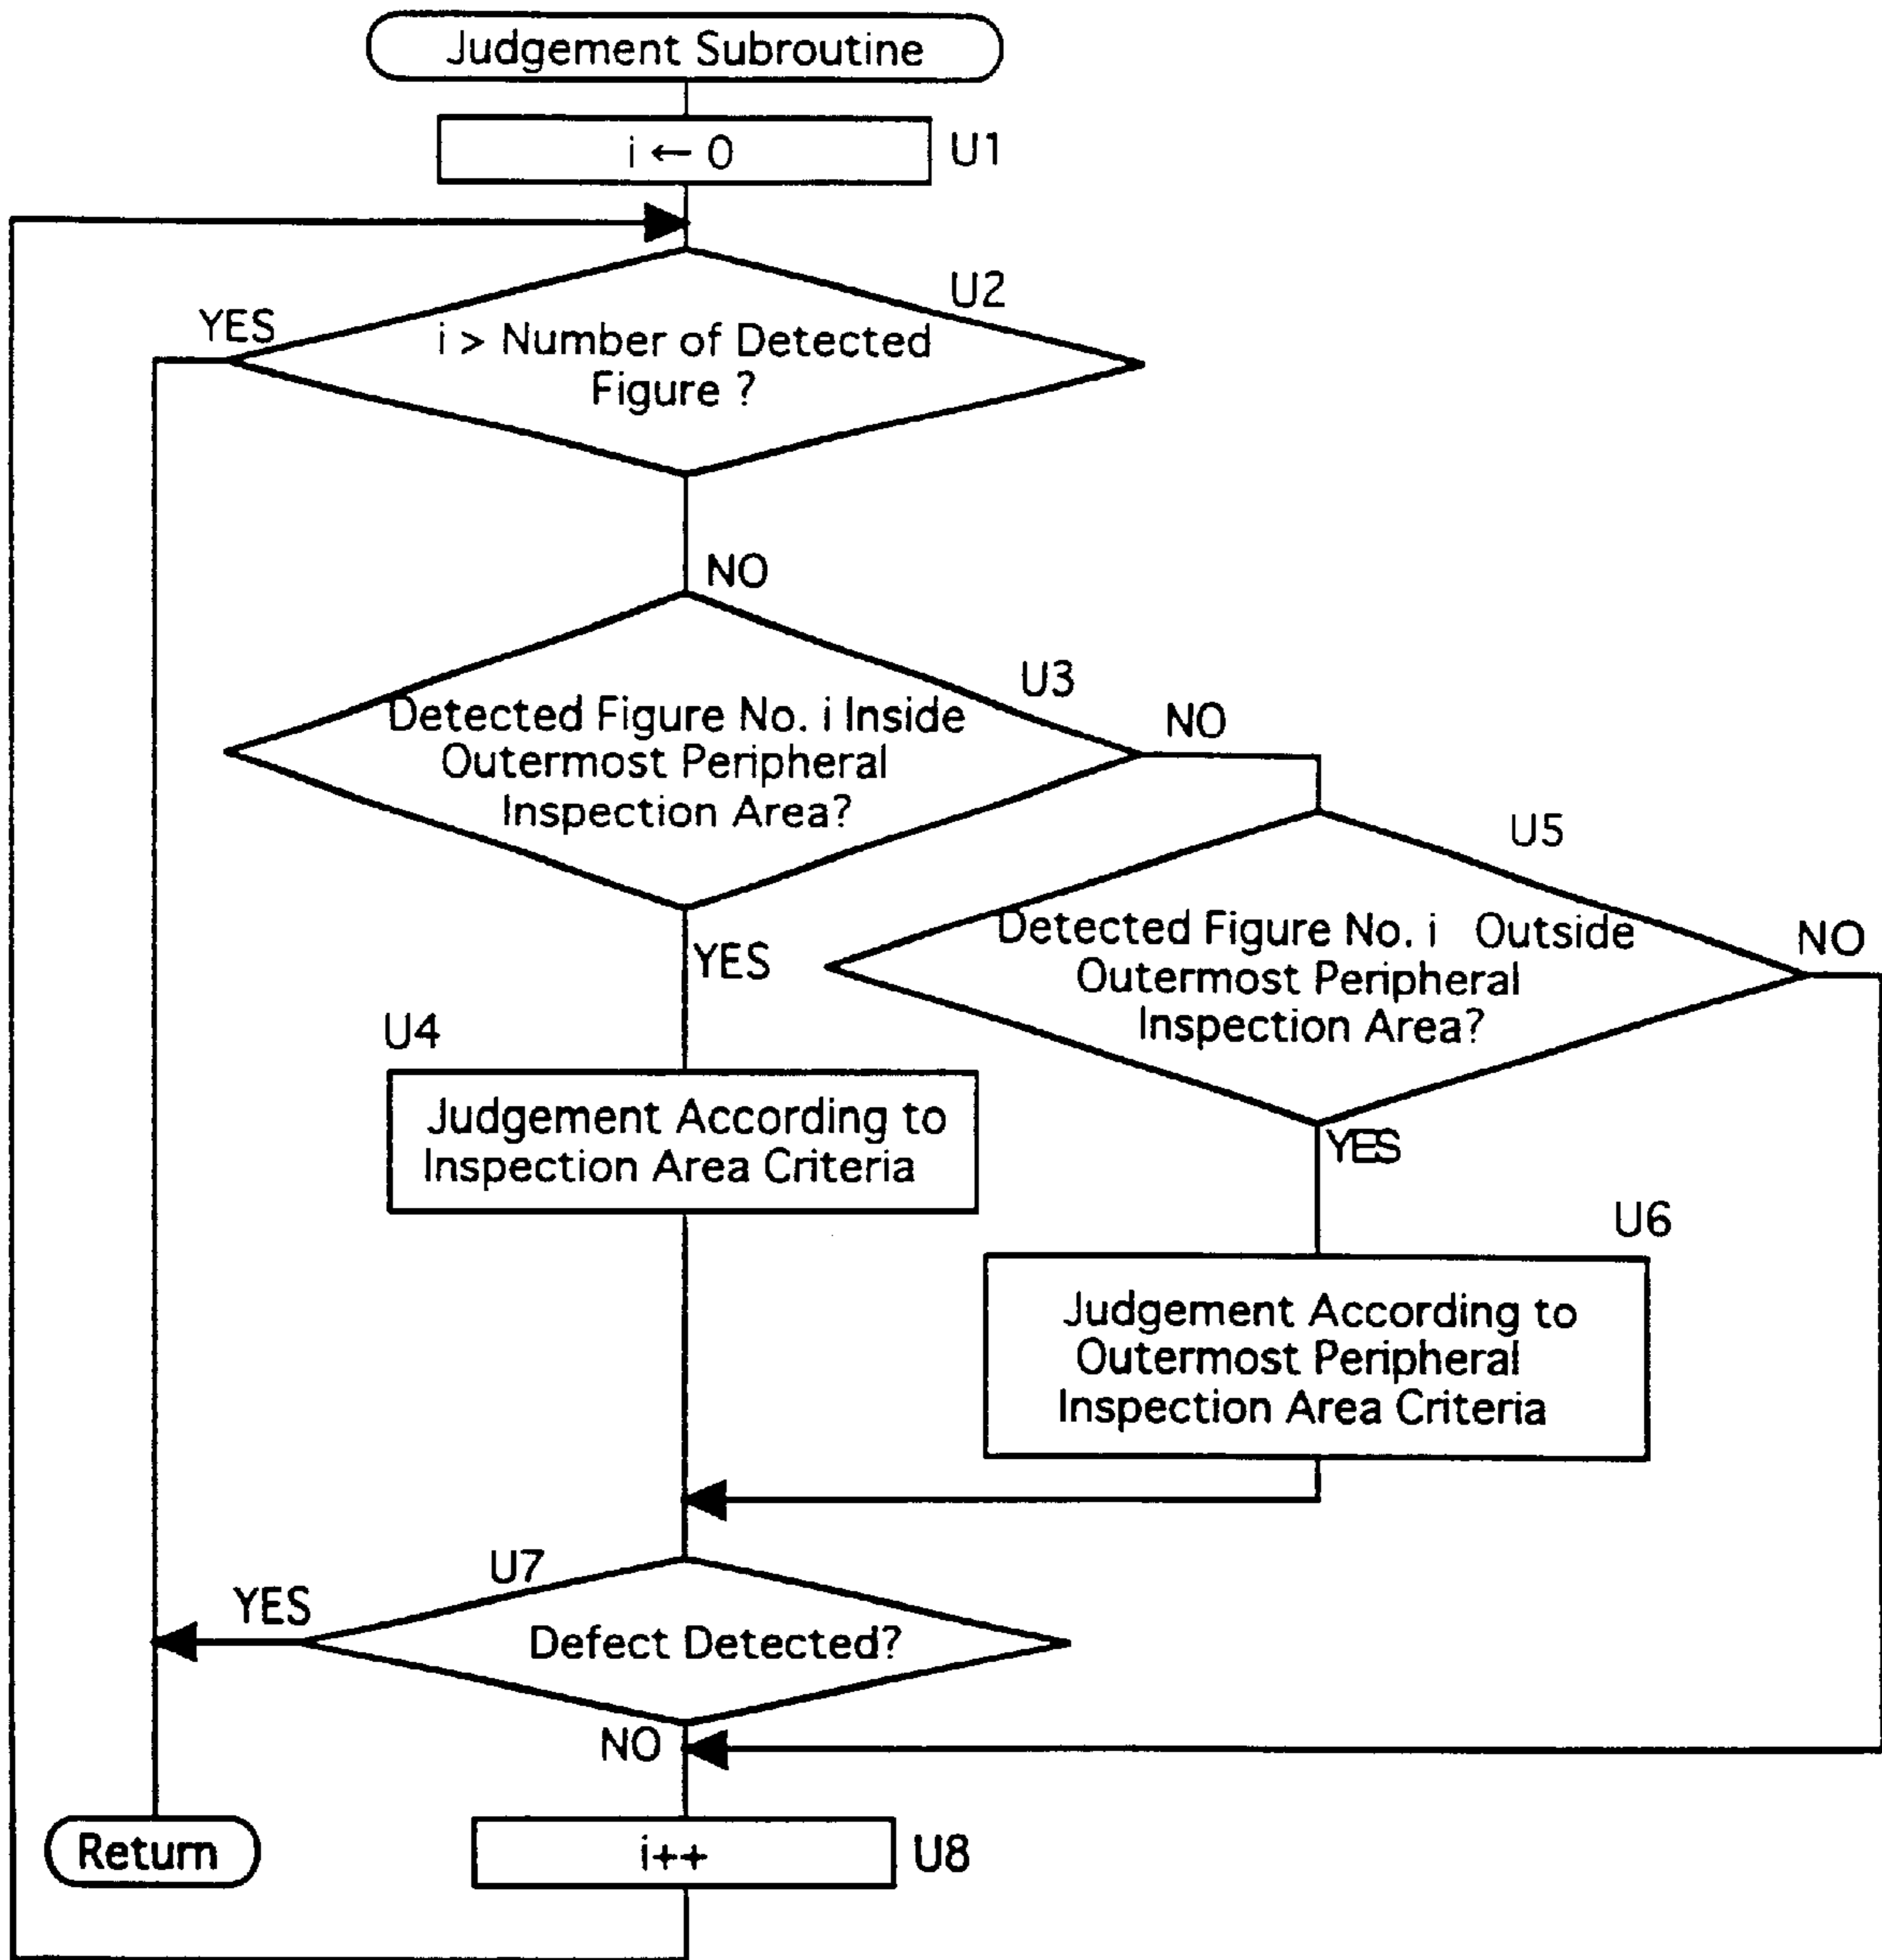 Judgement Subroutine
i ← 0
U1
U2
YES
i > Number of Detected
Figure ?
NO
U3
Detected Figure No. i Inside
Outermost Peripheral
Inspection Area?
NO
U5
YES
Detected Figure No. i Outside
Outermost Peripheral
Inspection Area?
NO
U4
Judgement According to
Inspection Area Criteria
YES
U6
Judgement According to
Outermost Peripheral
Inspection Area Criteria
U7
YES
Defect Detected?
NO
Return
i++
U8